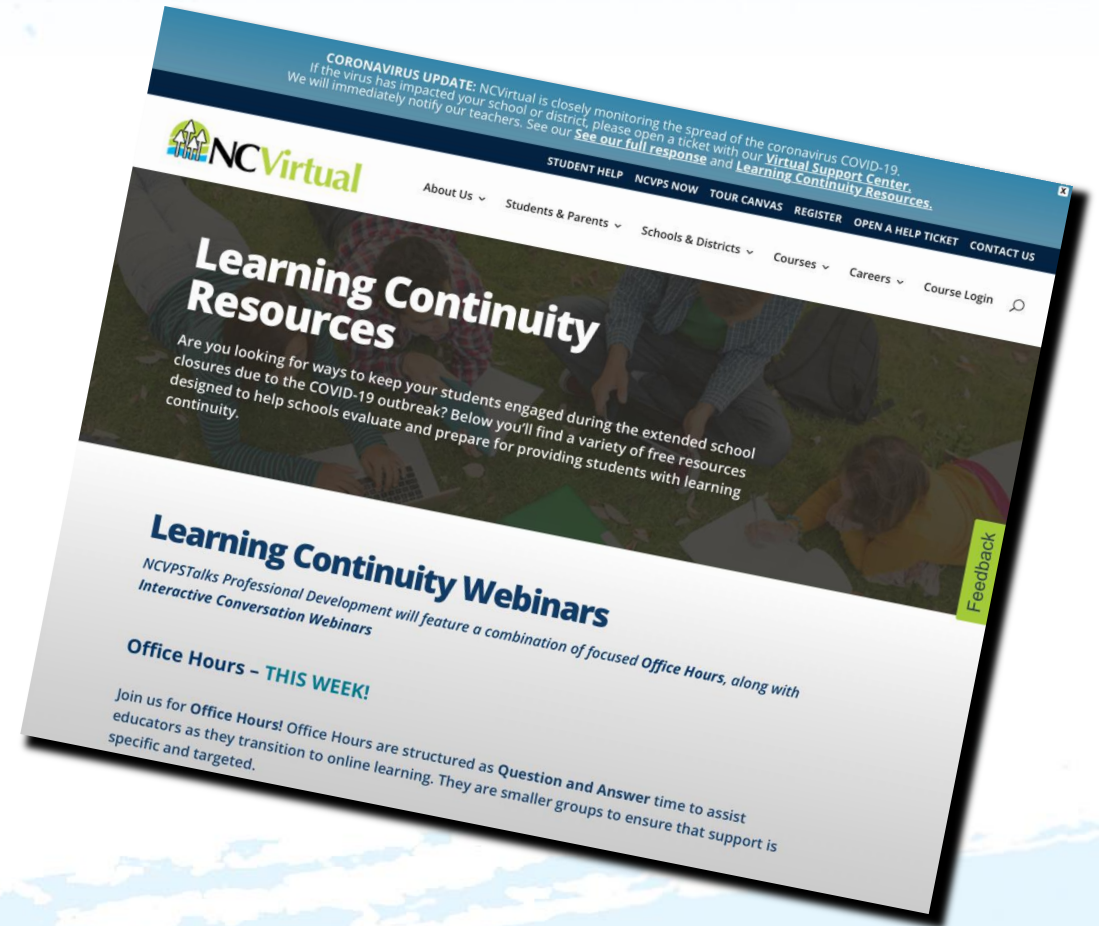 CORONAVIRUS UPDATE: NCVirtual is closely monitoring the spread of the coronavirus COVID-19.
If the virus has impacted your school or district, please open a ticket with our Virtual Support Center.
We will immediately notify our teachers. See our See our full response and Learning Continuity Resources.
X
STUDENT HELP NCVPS NOW TOUR CANVAS REGISTER OPEN A HELP TICKET CONTACT US
NCVirtual
About Us Students & Parents Schools & Districts Courses Careers Course Login
Learning Continuity
Resources
Are you looking for ways to keep your students engaged during the extended school
closures due to the COVID-19 outbreak? Below you'll find a variety of free resources
designed to help schools evaluate and prepare for providing students with learning
continuity.
Feedback
Learning Continuity Webinars
NCVPSTalks Professional Development will feature a combination of focused Office Hours, along with
Interactive Conversation Webinars
Office Hours – THIS WEEK!
Join us for Office Hours! Office Hours are structured as Question and Answer time to assist
educators as they transition to online learning. They are smaller groups to ensure that support is
specific and targeted.